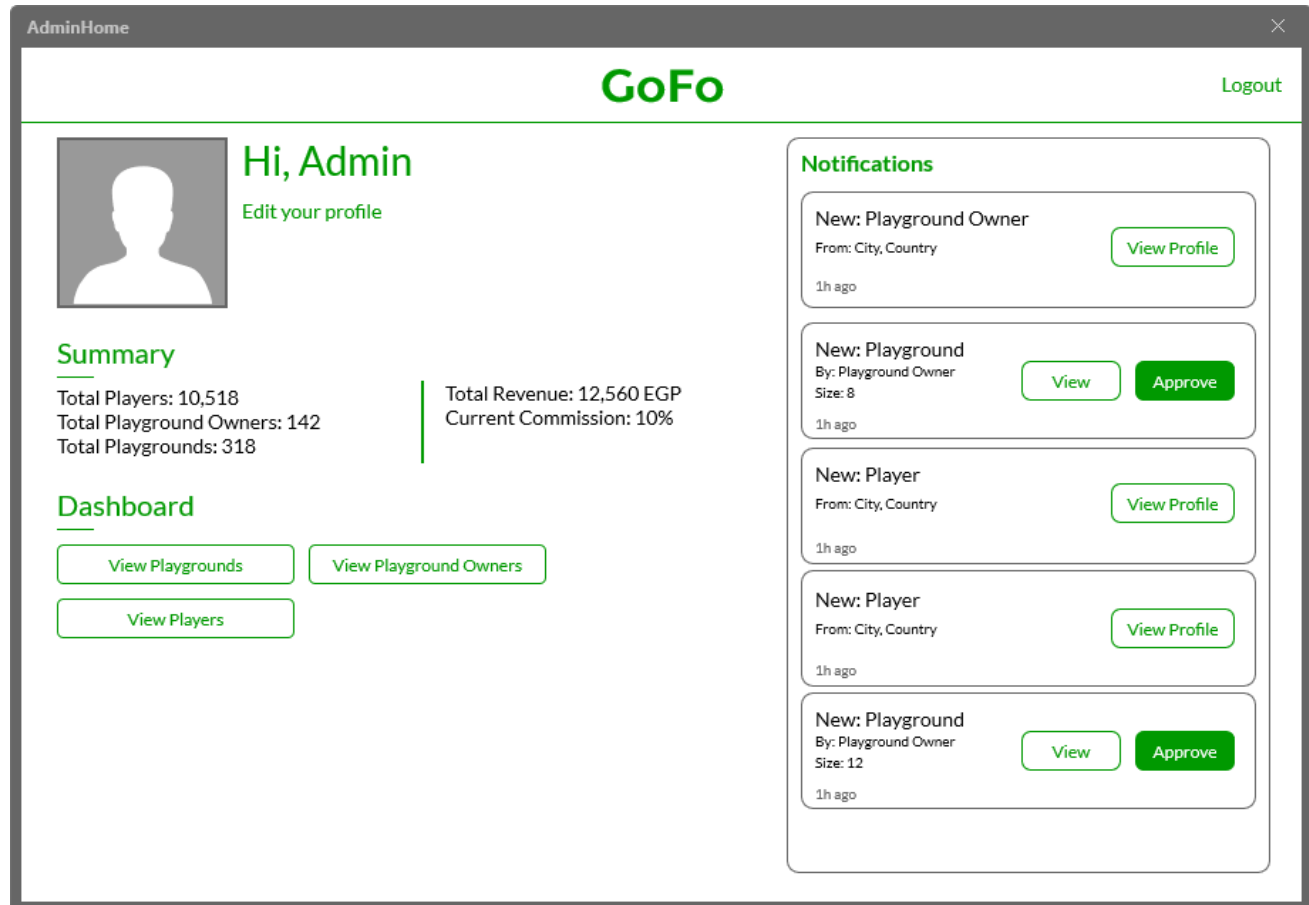 AdminHome
GoFo
Logout
Hi, Admin
Edit your profile
Summary
Total Players: 10,518
Total Playground Owners: 142
Total Playgrounds: 318
Total Revenue: 12,560 EGP
Current Commission: 10%
Dashboard
View Playgrounds
View Playground Owners
View Players
Notifications
New: Playground Owner
From: City, Country
View Profile
1h ago
New: Playground
By: Playground Owner
Size: 8
View
Approve
1h ago
New: Player
From: City, Country
View Profile
1h ago
New: Player
From: City, Country
View Profile
1h ago
New: Playground
By: Playground Owner
Size: 12
View
Approve
1h ago